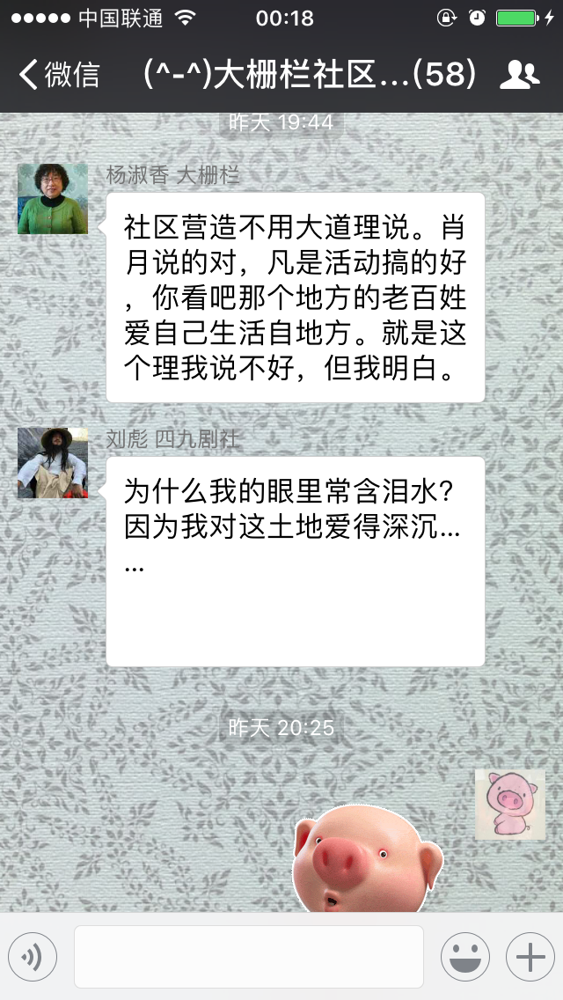 中国联通 00:18
微信 (^-^)大栅栏社区...(58)
昨天 19:44
杨淑香 大栅栏
社区营造不用大道理说。肖
月说的对，凡是活动搞的好
，你看吧那个地方的老百姓
爱自己生活自地方。就是这
个理我说不好，但我明白。
刘彪 四九剧社
为什么我的眼里常含泪水？
因为我对这土地爱得深沉...
...
昨天 20:25